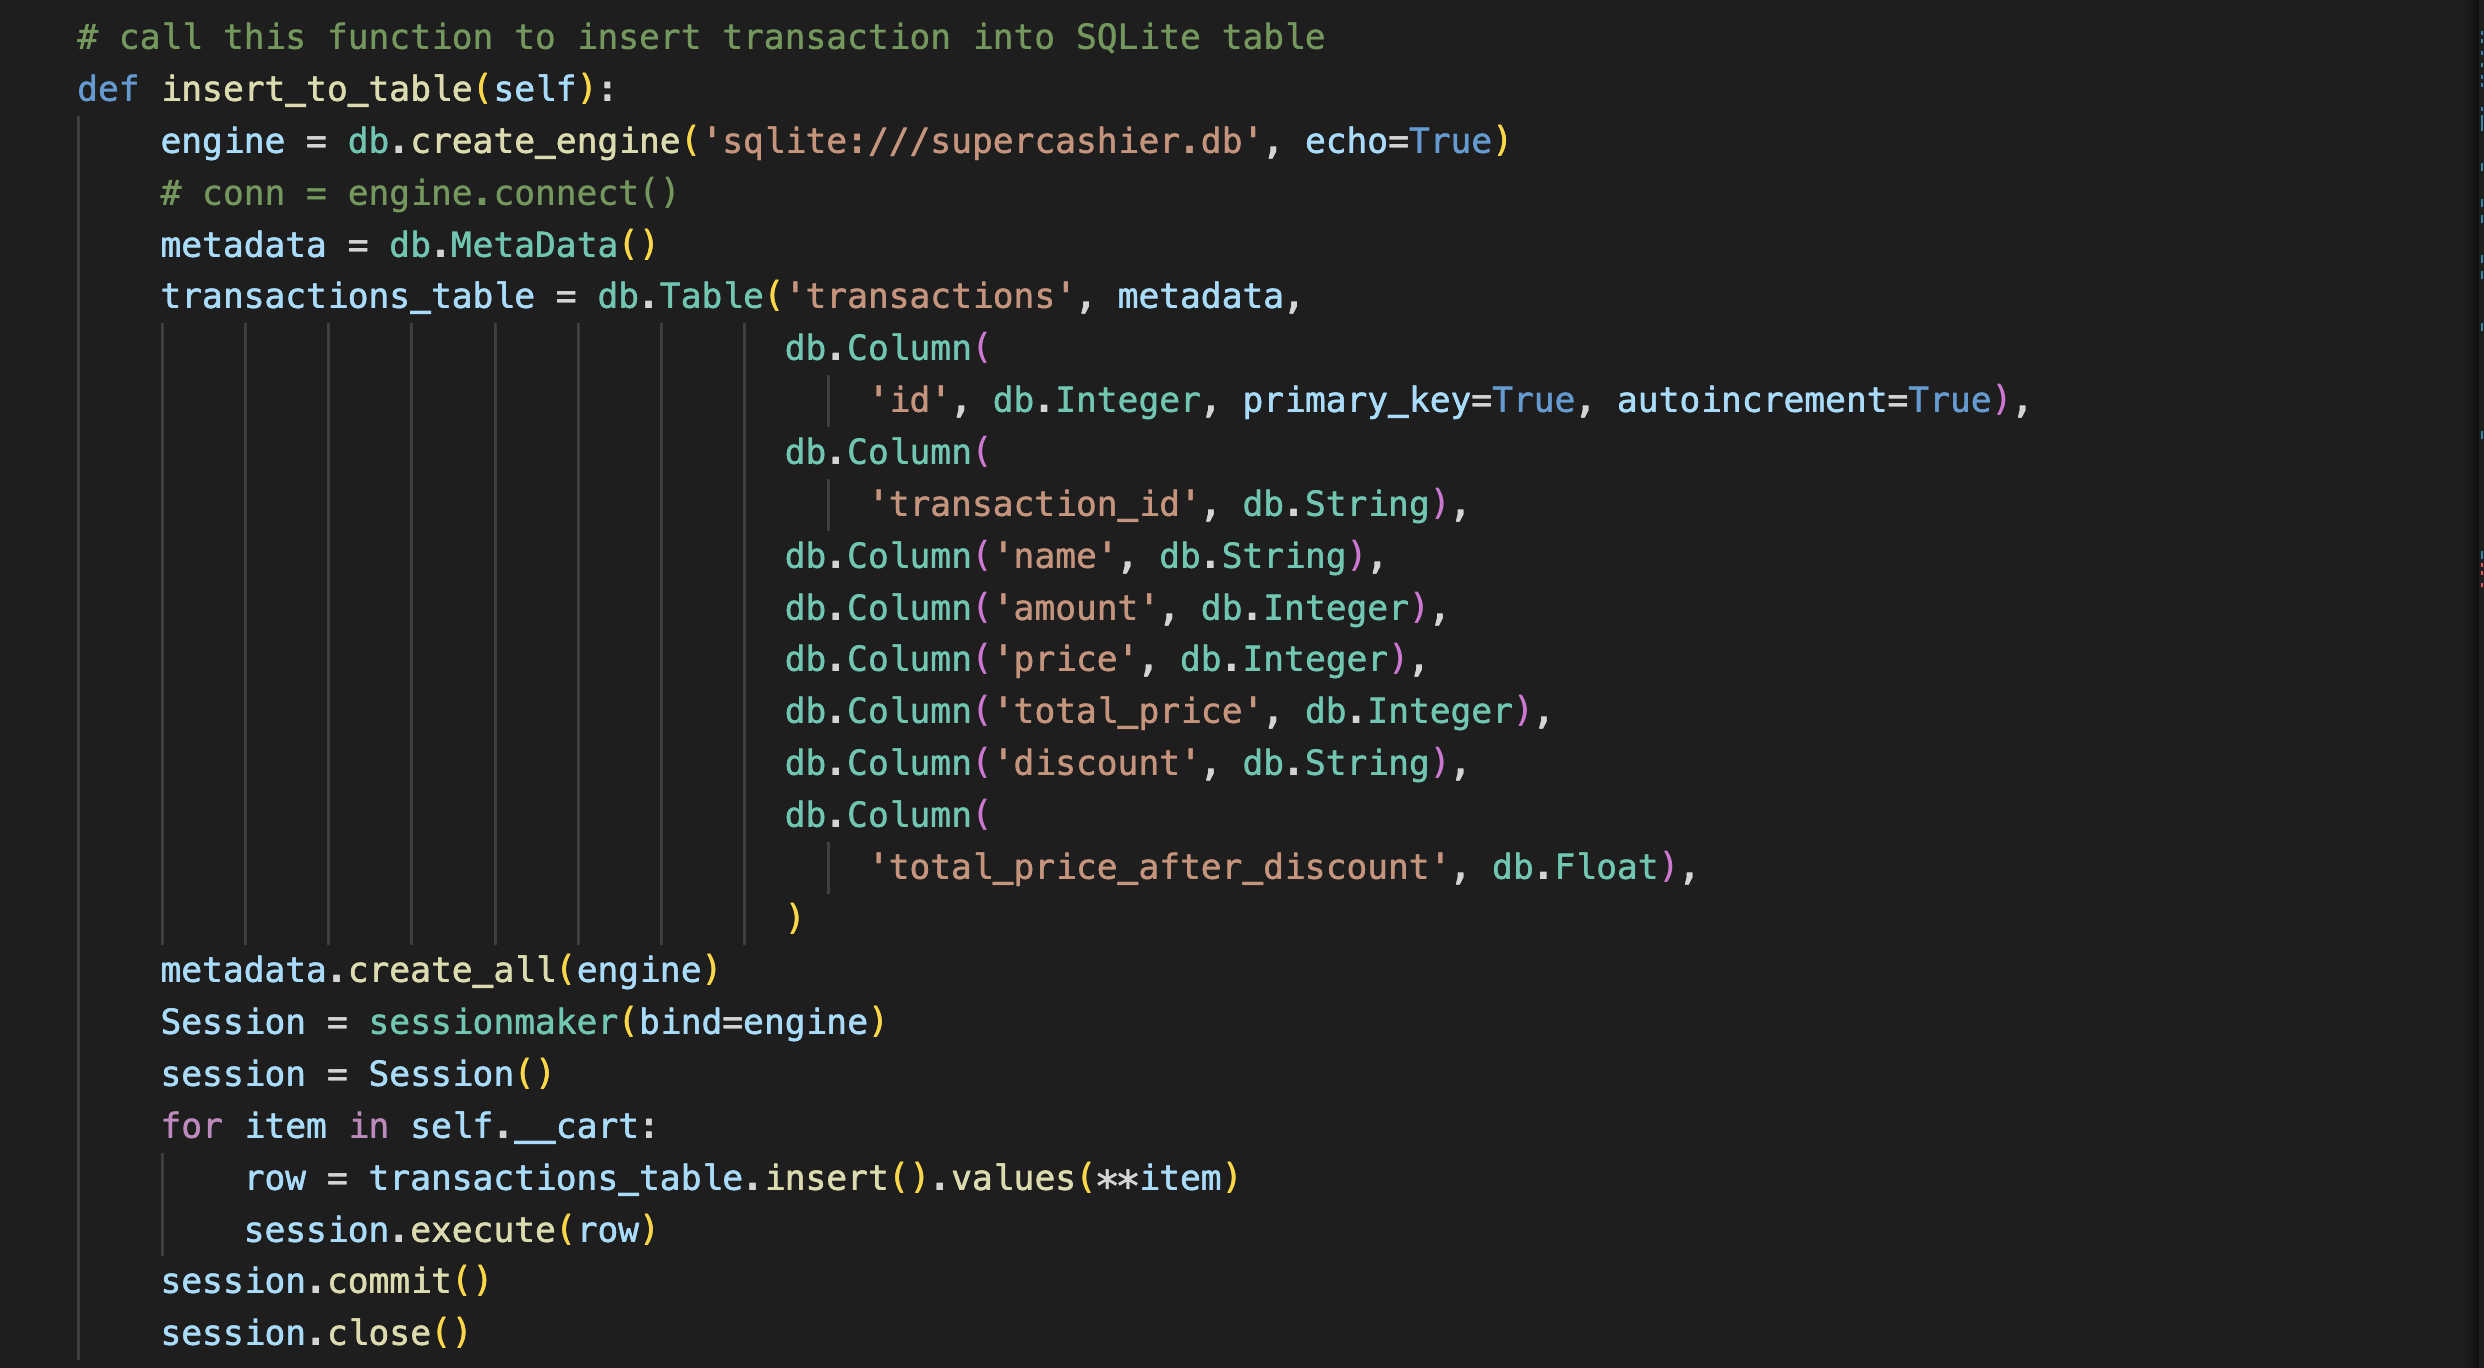 # call this function to insert transaction into SQLite table
def insert_to_table(self):
    engine = db.create_engine('sqlite:///supercashier.db', echo=True)
    # conn = engine.connect()
    metadata = db.MetaData()
    transactions_table = db.Table('transactions', metadata,
                                  db.Column(
                                      'id', db.Integer, primary_key=True, autoincrement=True),
                                  db.Column(
                                      'transaction_id', db.String),
                                  db.Column('name', db.String),
                                  db.Column('amount', db.Integer),
                                  db.Column('price', db.Integer),
                                  db.Column('total_price', db.Integer),
                                  db.Column('discount', db.String),
                                  db.Column(
                                      'total_price_after_discount', db.Float),
                                  )
    metadata.create_all(engine)
    Session = sessionmaker(bind=engine)
    session = Session()
    for item in self.__cart:
        row = transactions_table.insert().values(**item)
        session.execute(row)
    session.commit()
    session.close()